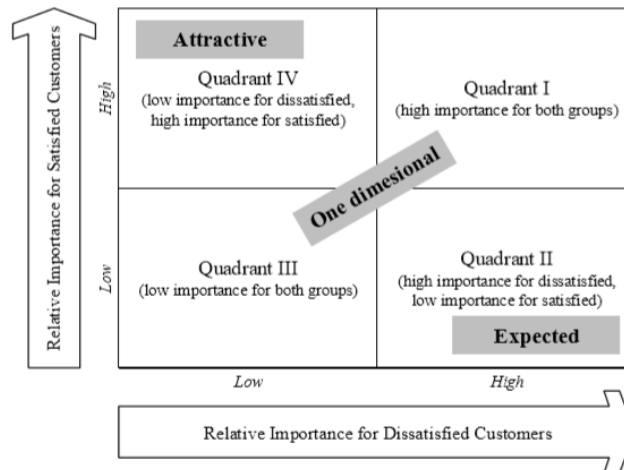 Relative Importance for Satisfied Customers
High
Low
Attractive
Quadrant IV
(low importance for dissatisfied,
high importance for satisfied)
Quadrant I
(high importance for both groups)
One dimesional
Quadrant III
(low importance for both groups)
Quadrant II
(high importance for dissatisfied,
low importance for satisfied)
Expected
Low
High
Relative Importance for Dissatisfied Customers